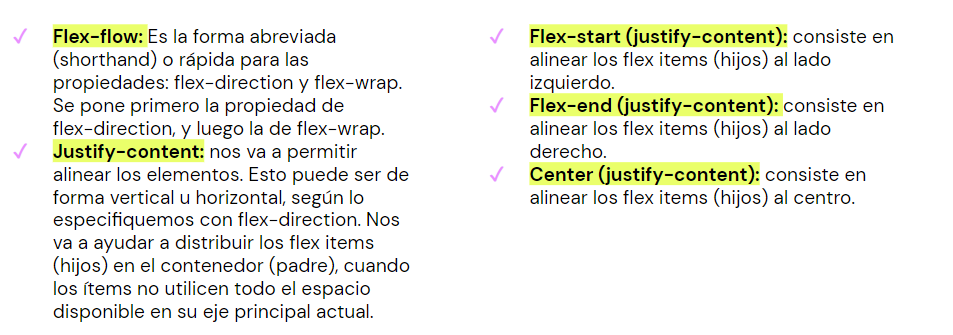 ✓ Flex-flow: Es la forma abreviada
(shorthand) o rápida para las
propiedades: flex-direction y flex-wrap.
Se pone primero la propiedad de
flex-direction, y luego la de flex-wrap.
✓ Justify-content: nos va a permitir
alinear los elementos. Esto puede ser de
forma vertical u horizontal, según lo
especifiquemos con flex-direction. Nos
va a ayudar a distribuir los flex items
(hijos) en el contenedor (padre), cuando
los ítems no utilicen todo el espacio
disponible en su eje principal actual.
✓ Flex-start (justify-content): consiste en
alinear los flex items (hijos) al lado
izquierdo.
✓ Flex-end (justify-content): consiste en
alinear los flex items (hijos) al lado
derecho.
✓ Center (justify-content): consiste en
alinear los flex items (hijos) al centro.